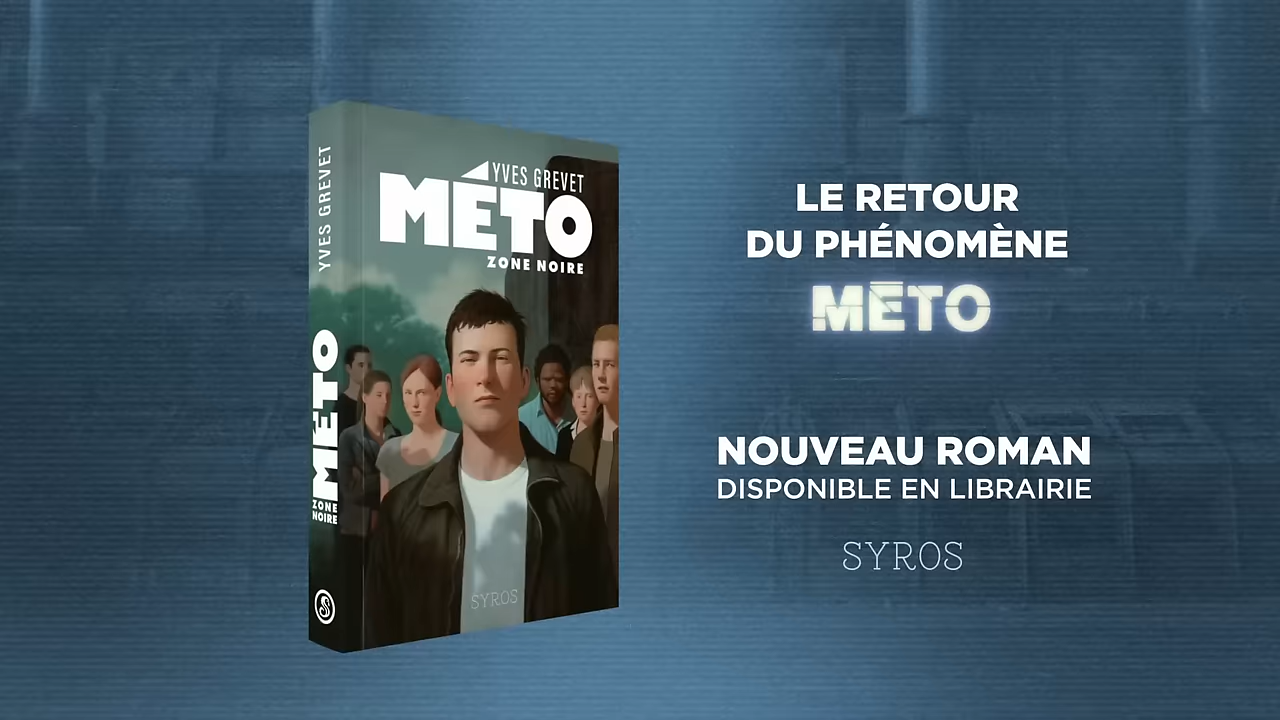 YVES GREVET
MÉTO
ZONE
NOIRE
YVES GREVET
MÉTO
ZONE NOIRE
SYROS
LE RETOUR
DU PHÉNOMÈNE
MÉTO
NOUVEAU ROMAN
DISPONIBLE EN LIBRAIRIE
SYROS